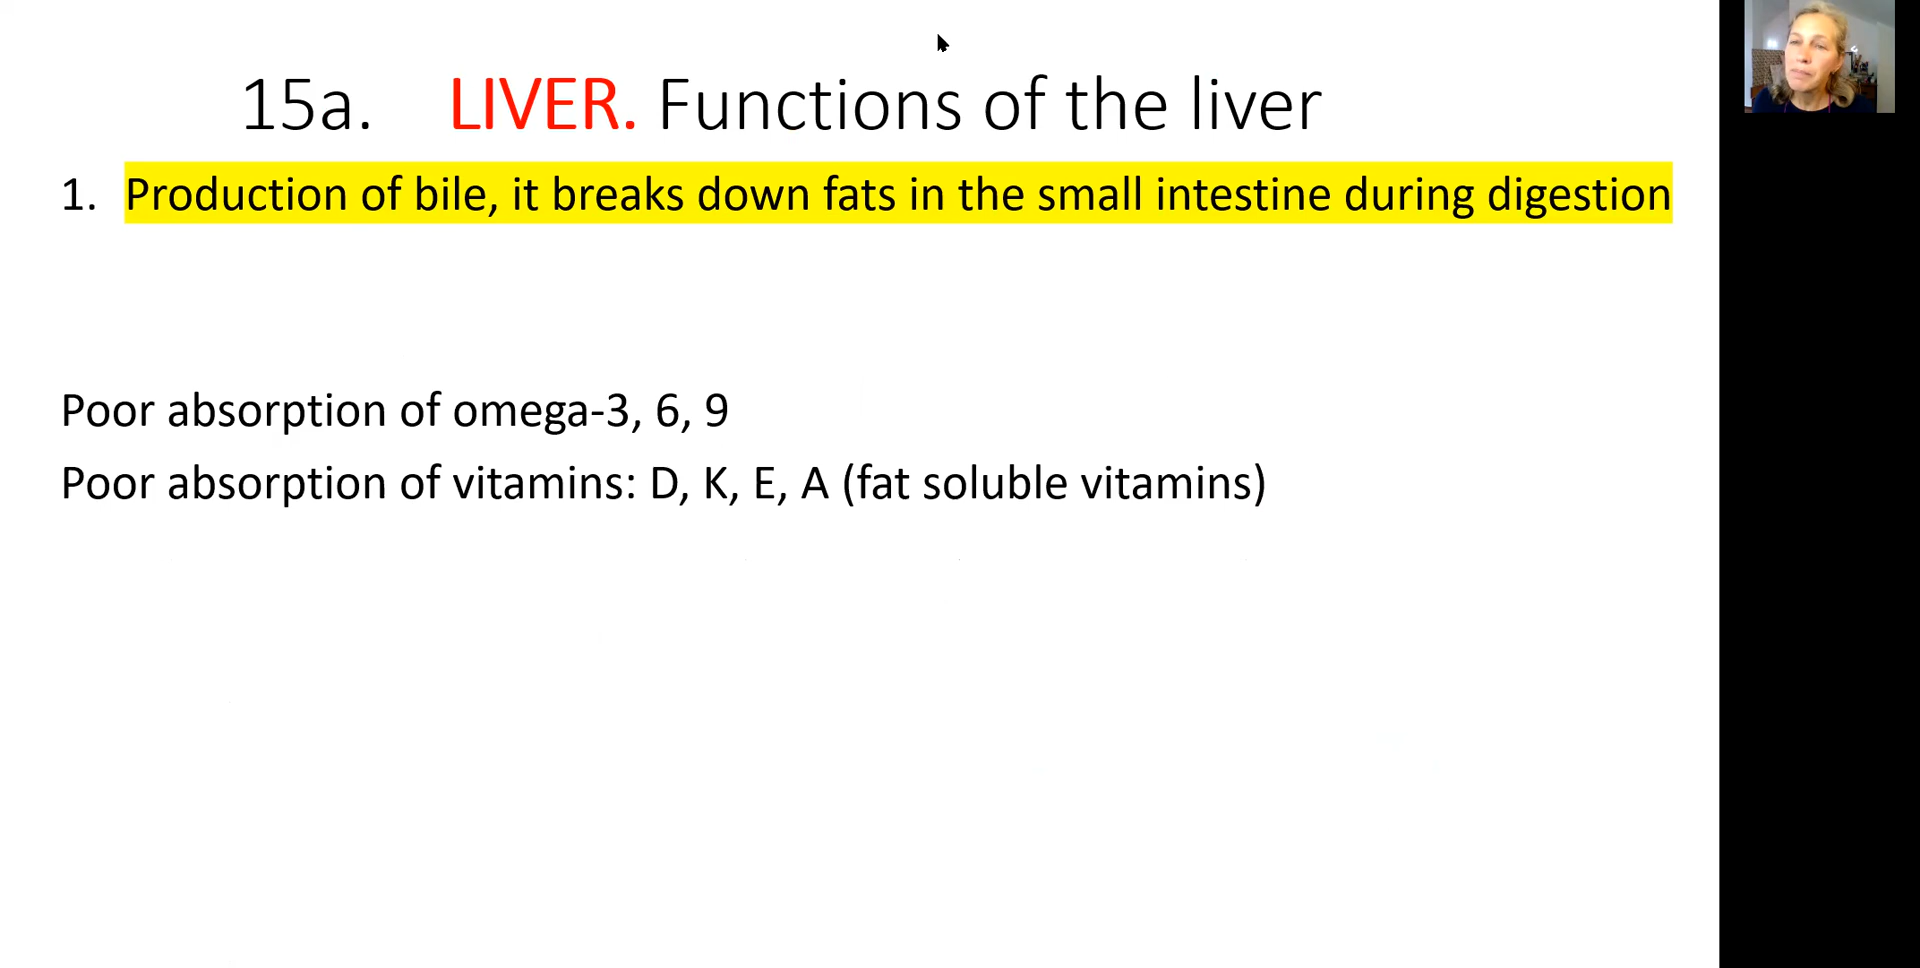 15a. LIVER. Functions of the liver
1. Production of bile, it breaks down fats in the small intestine during digestion
Poor absorption of omega-3, 6, 9
Poor absorption of vitamins: D, K, E, A (fat soluble vitamins)